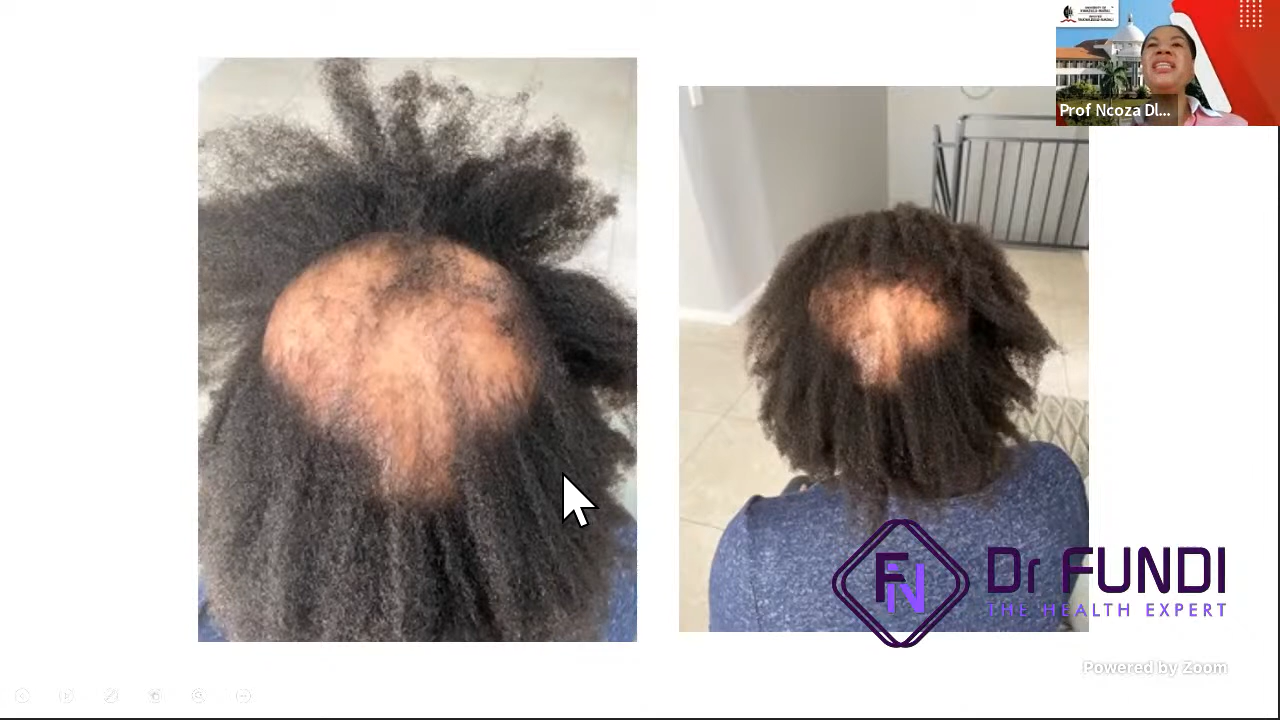 Prof Ncoza Dl...
FN
Dr FUNDI
THE HEALTH EXPERT
Powered by Zoom